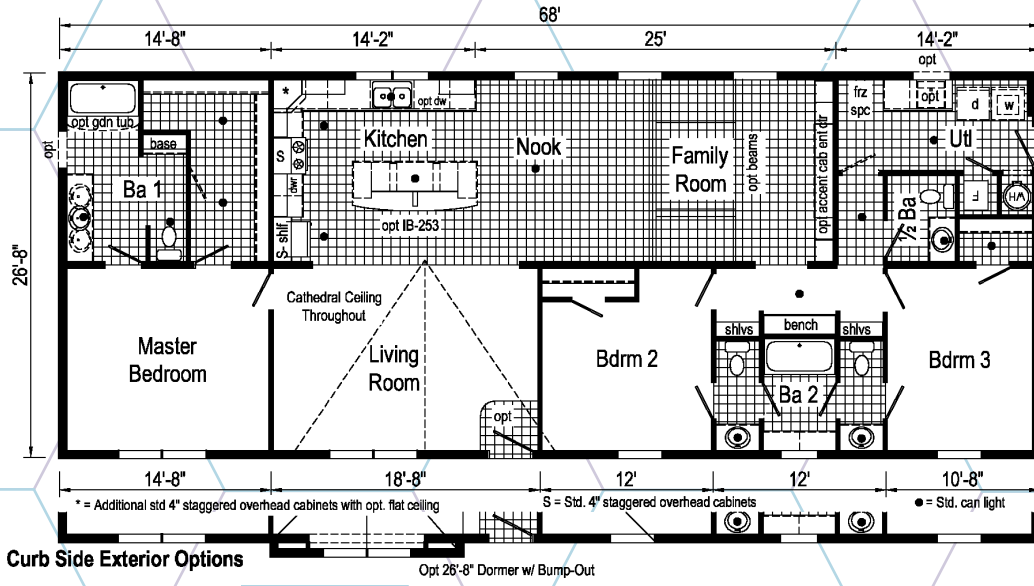 68'
14'-8" 14'-2" 25' 14'-2"
opt
*
opt dw
frz
spc
opt
d
w
opt gdn tub
opt
base
Kitchen
Nook
Family
Room
opt beams
opt accent cab ent clr
Utl
S
dwr
Ba 1
opt IB-253
S-shlf
½ Ba
F
WH
26'-8"
Cathedral Ceiling
Throughout
Master
Bedroom
Living
Room
opt
Bdrm 2
shlvs
bench
shlvs
Ba 2
Bdrm 3
14'-8" 18'-8" 12' 12' 10'-8"
* = Additional std 4" staggered overhead cabinets with opt. flat ceiling
S = Std. 4" staggered overhead cabinets
● = Std. can light
Curb Side Exterior Options
Opt 26'-8" Dormer w/ Bump-Out